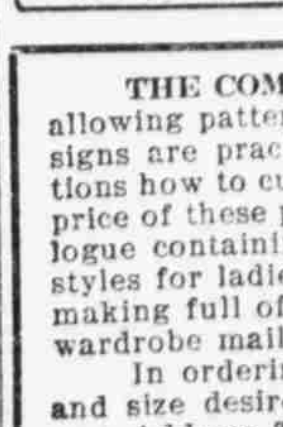 THE COM
allowing patte
signs are prac
tions how to cu
price of these
logue containi
styles for ladie
making full of
wardrobe mail
In orderi
and size desir